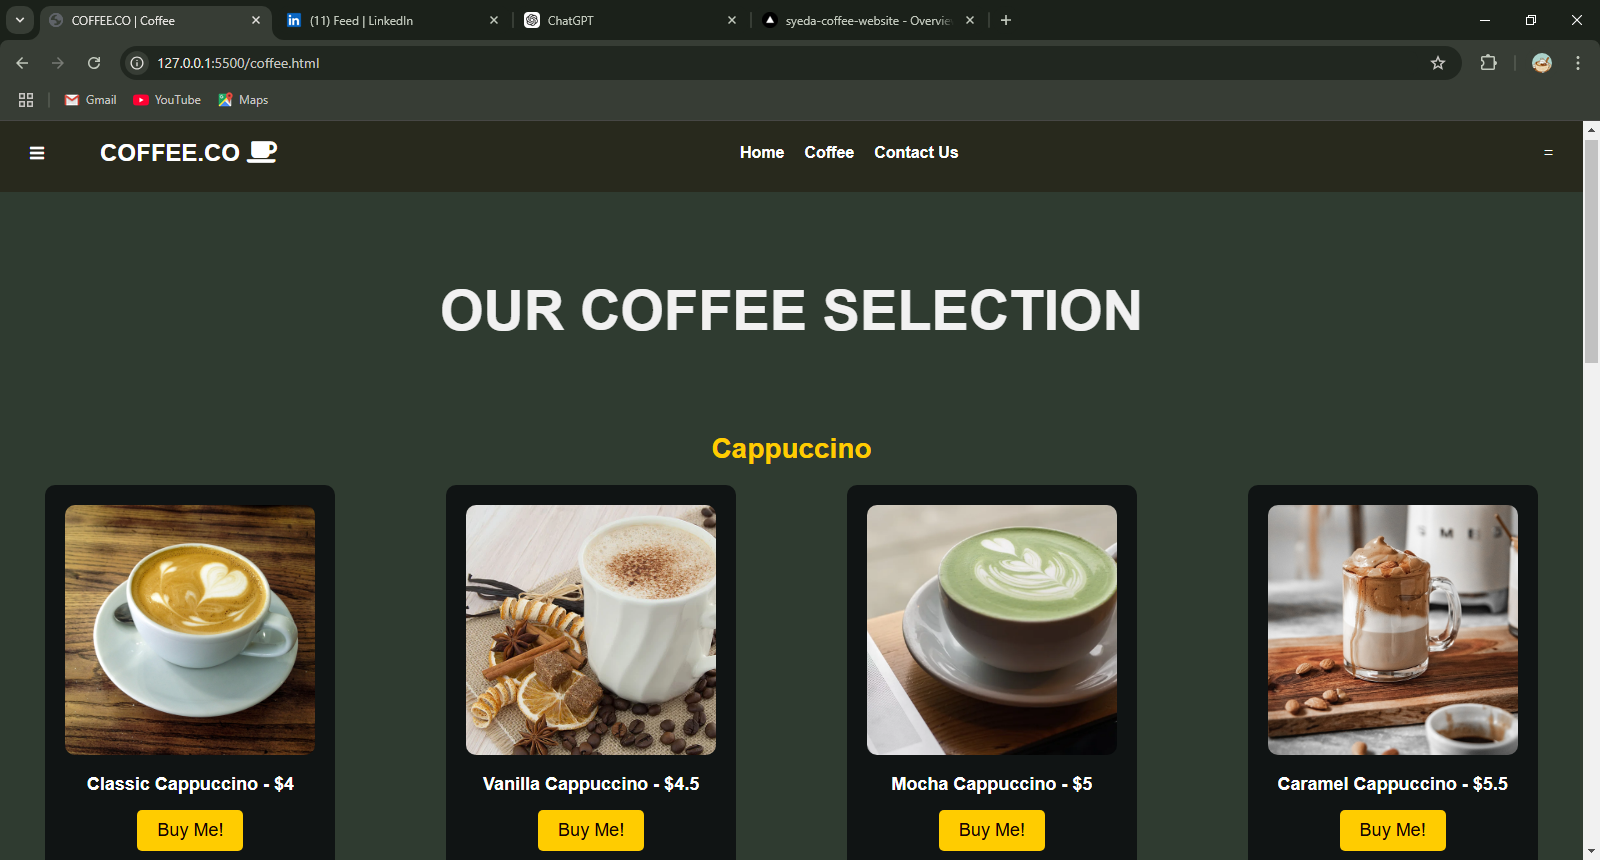 COFFEE.CO | Coffee
(11) Feed | LinkedIn
ChatGPT
syeda-coffee-website - Overview
127.0.0.1:5500/coffee.html
Gmail
YouTube
Maps
COFFEE.CO
Home
Coffee
Contact Us
=
OUR COFFEE SELECTION
Cappuccino
Classic Cappuccino - $4
Vanilla Cappuccino - $4.5
Mocha Cappuccino - $5
Caramel Cappuccino - $5.5
Buy Me!
Buy Me!
Buy Me!
Buy Me!